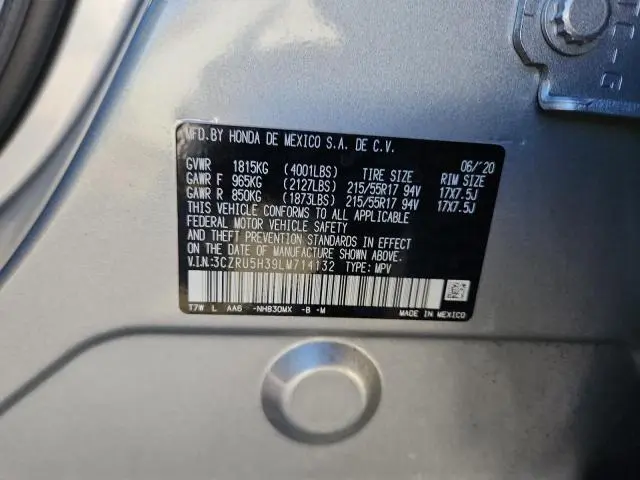 MFD.BY HONDA DE MEXICO S.A. DE C.V.
GVWR 1815KG (4001LBS) TIRE SIZE 06/'20 RIM SIZE
GAWR F 965KG (2127LBS) 215/55R17 94V 17X7.5J
GAWR R 850KG (1873LBS) 215/55R17 94V 17X7.5J
THIS VEHICLE CONFORMS TO ALL APPLICABLE
FEDERAL MOTOR VEHICLE SAFETY
AND THEFT PREVENTION STANDARDS IN EFFECT
ON THE DATE OF MANUFACTURE SHOWN ABOVE.
V.I.N:3CZRU5H39LM714132 TYPE: MPV
T7W L AA6 -NH830MX -B -M MADE IN MEXICO